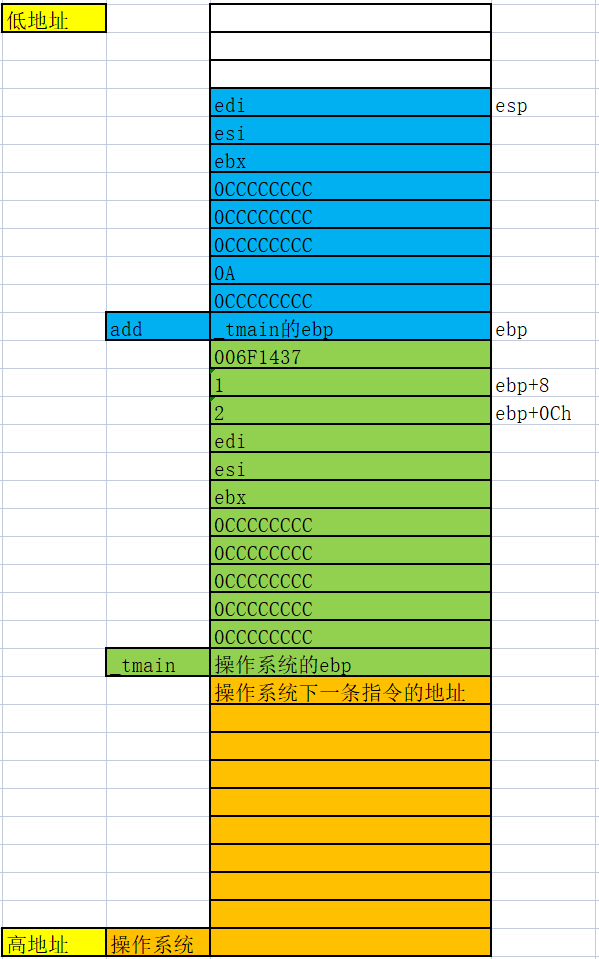 低地址
edi esp
esi
ebx
0CCCCCCCC
0CCCCCCCC
0CCCCCCCC
0A
0CCCCCCCC
add _tmain的ebp ebp
006F1437
1 ebp+8
2 ebp+0Ch
edi
esi
ebx
0CCCCCCCC
0CCCCCCCC
0CCCCCCCC
0CCCCCCCC
0CCCCCCCC
_tmain 操作系统的ebp
操作系统下一条指令的地址
高地址 操作系统